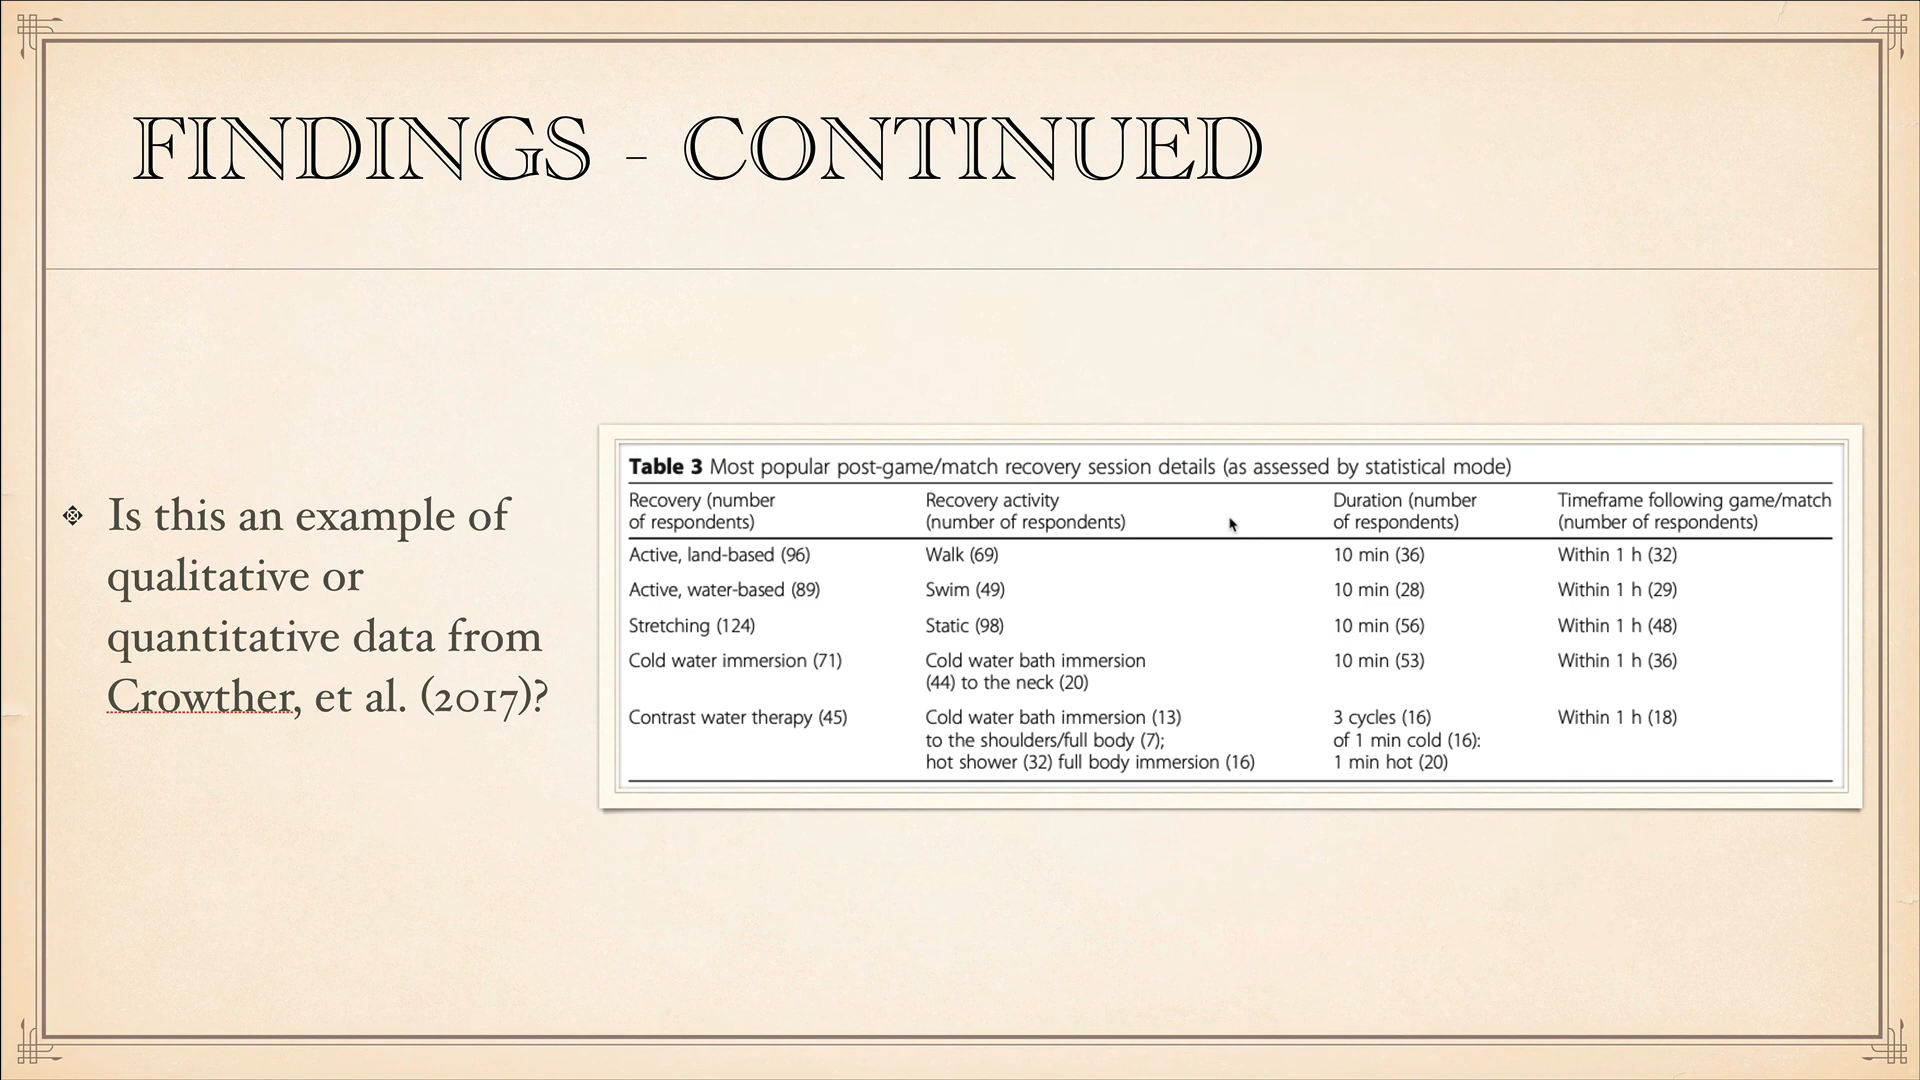 FINDINGS - CONTINUED
Is this an example of
qualitative or
quantitative data from
Crowther, et al. (2017)?
Table 3 Most popular post-game/match recovery session details (as assessed by statistical mode)
Recovery (number of respondents) Recovery activity (number of respondents) Duration (number of respondents) Timeframe following game/match (number of respondents)
Active, land-based (96) Walk (69) 10 min (36) Within 1 h (32)
Active, water-based (89) Swim (49) 10 min (28) Within 1 h (29)
Stretching (124) Static (98) 10 min (56) Within 1 h (48)
Cold water immersion (71) Cold water bath immersion 10 min (53) Within 1 h (36)
(44) to the neck (20)
Contrast water therapy (45) Cold water bath immersion (13) 3 cycles (16) Within 1 h (18)
to the shoulders/full body (7); of 1 min cold (16):
hot shower (32) full body immersion (16) 1 min hot (20)